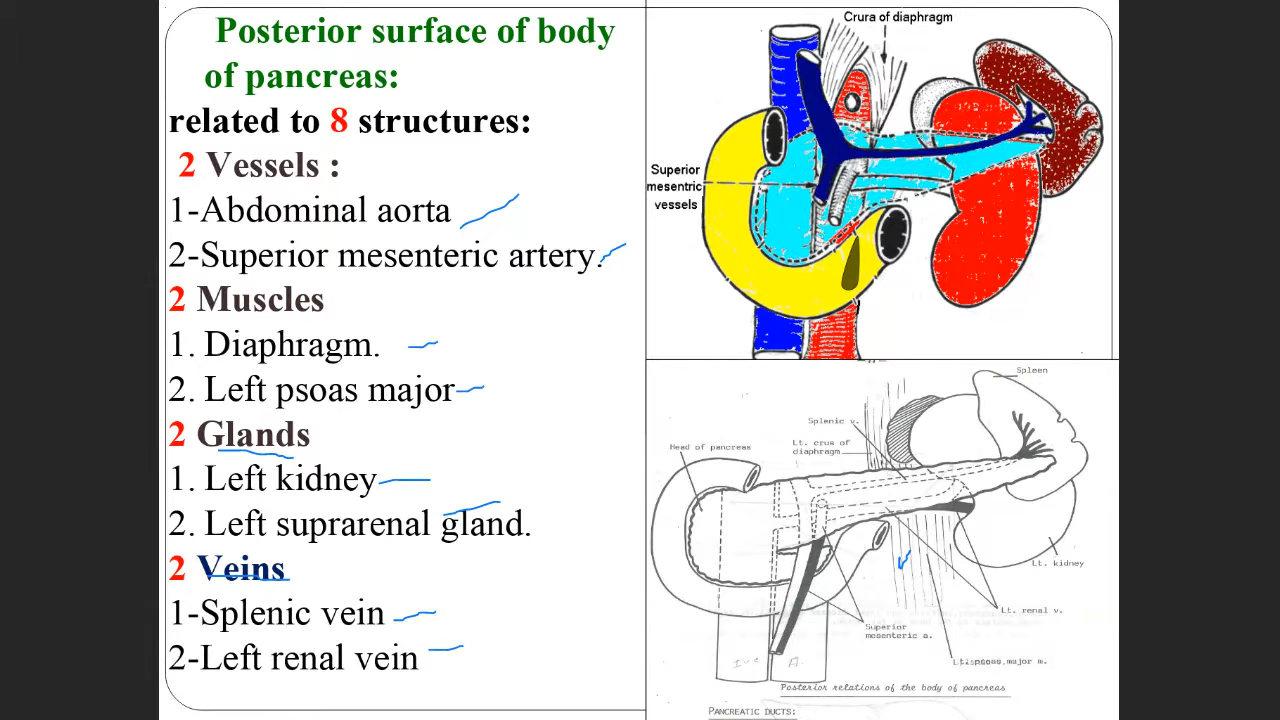 Posterior surface of body
of pancreas:
related to 8 structures:
2 Vessels :
1-Abdominal aorta
2-Superior mesenteric artery.
2 Muscles
1. Diaphragm.
2. Left psoas major
2 Glands
1. Left kidney
2. Left suprarenal gland.
2 Veins
1-Splenic vein
2-Left renal vein
Crura of diaphragm
Superior
mesentric
vessels
Spleen
Splenic v.
Head of pancreas
Lt. crus of
diaphragm
Lt. kidney
Lt. renal v.
Superior
mesenteric a.
Lt. psoas major m.
Posterior relations of the body of pancreas
PANCREATIC DUCTS: